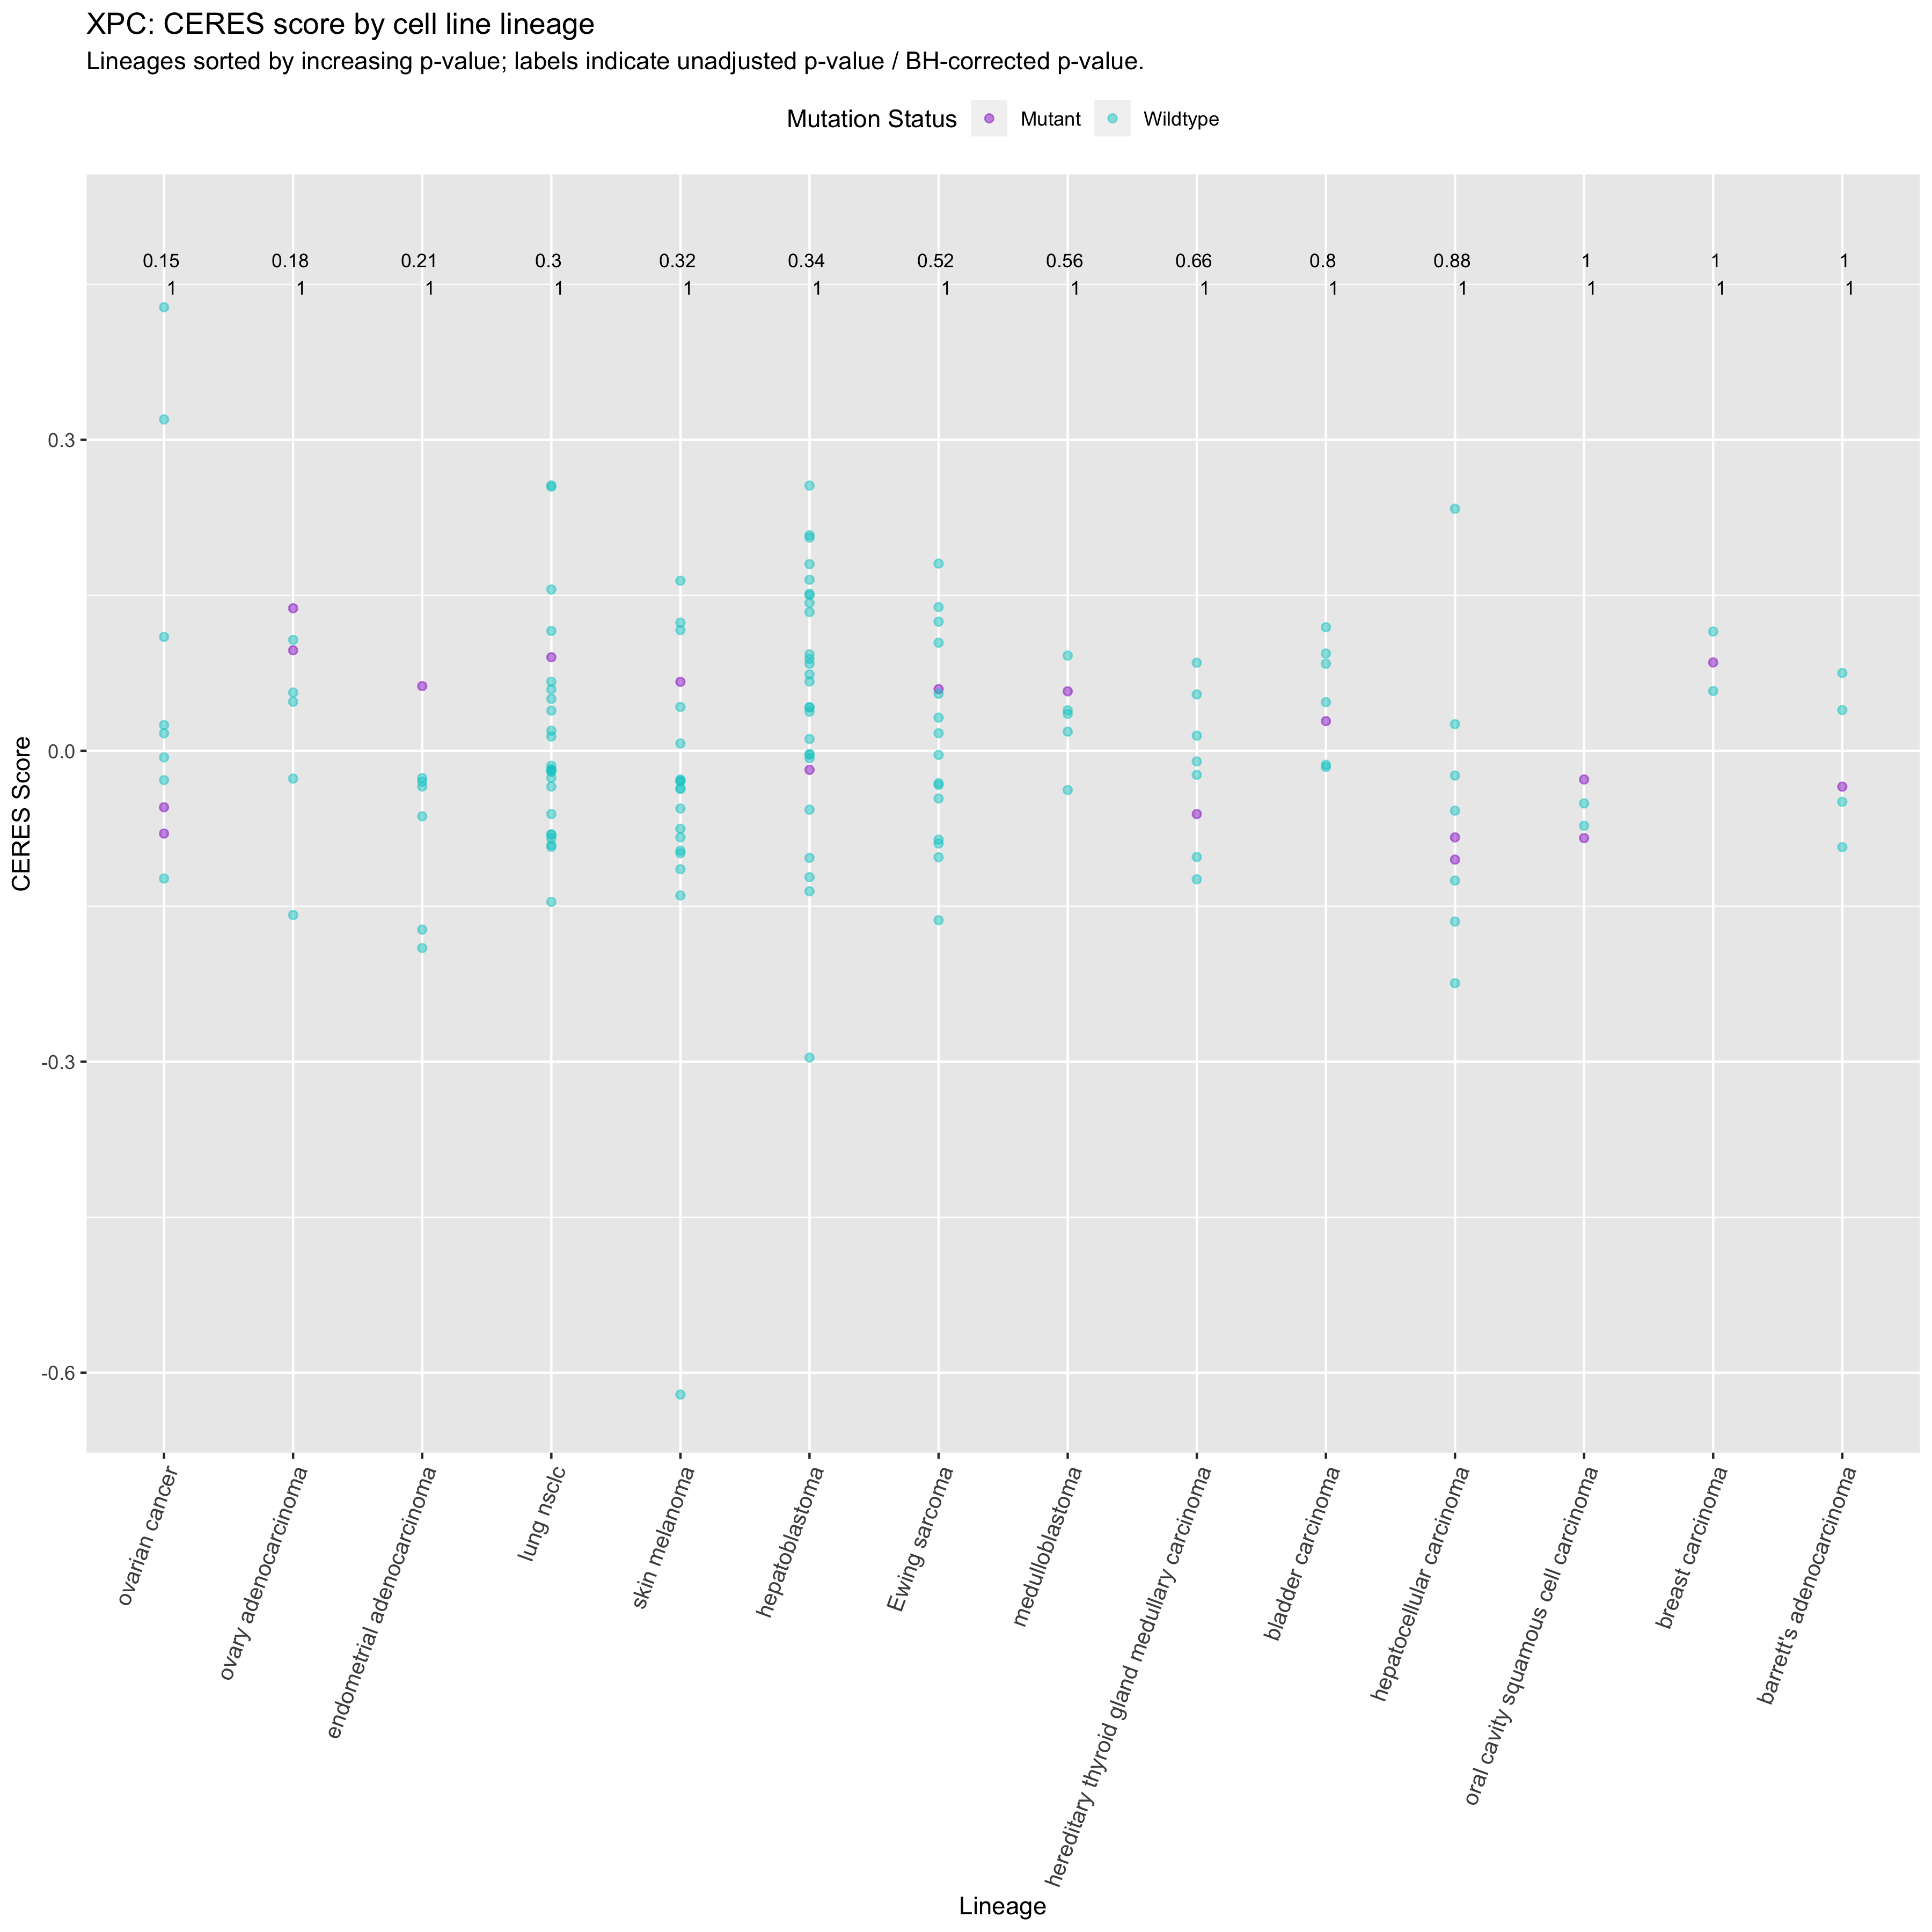 XPC: CERES score by cell line lineage
Lineages sorted by increasing p-value; labels indicate unadjusted p-value / BH-corrected p-value.
Mutation Status Mutant Wildtype
0.15 0.18 0.21 0.3 0.32 0.34 0.52 0.56 0.66 0.8 0.88 1 1 1
1 1 1 1 1 1 1 1 1 1 1 1 1 1
0.3
0.0
-0.3
-0.6
CERES Score
ovarian cancer
ovary adenocarcinoma
endometrial adenocarcinoma
lung nsclc
skin melanoma
hepatoblastoma
Ewing sarcoma
medulloblastoma
hereditary thyroid gland medullary carcinoma
bladder carcinoma
hepatocellular carcinoma
oral cavity squamous cell carcinoma
breast carcinoma
barrett's adenocarcinoma
Lineage